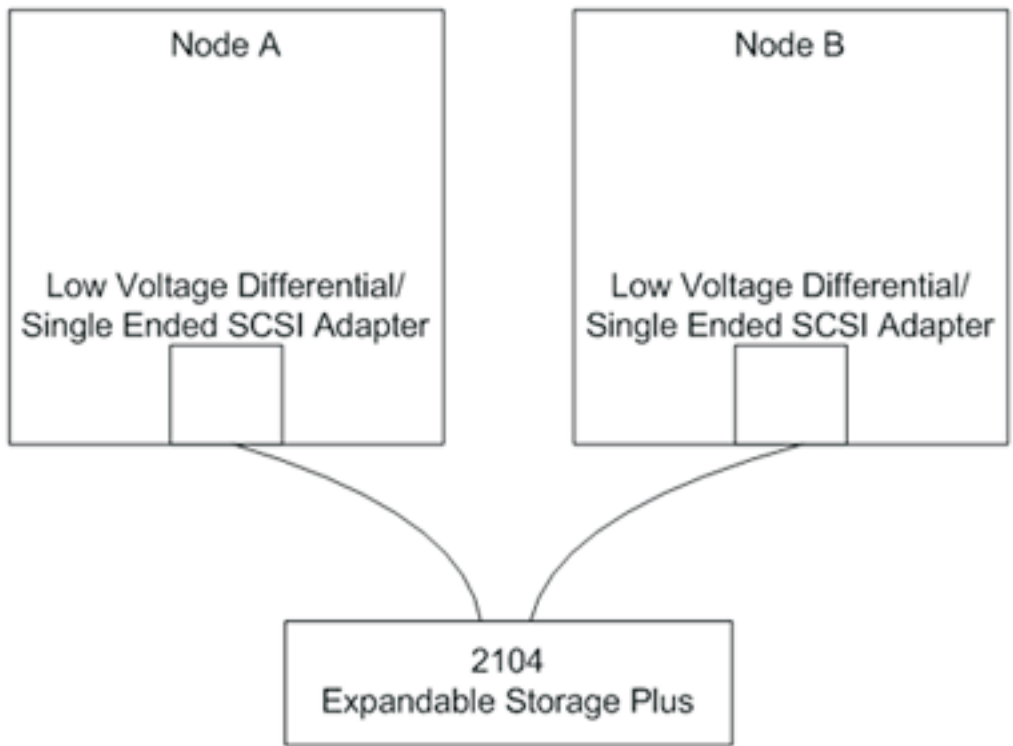 Node A
Low Voltage Differential/
Single Ended SCSI Adapter
Node B
Low Voltage Differential/
Single Ended SCSI Adapter
2104
Expandable Storage Plus